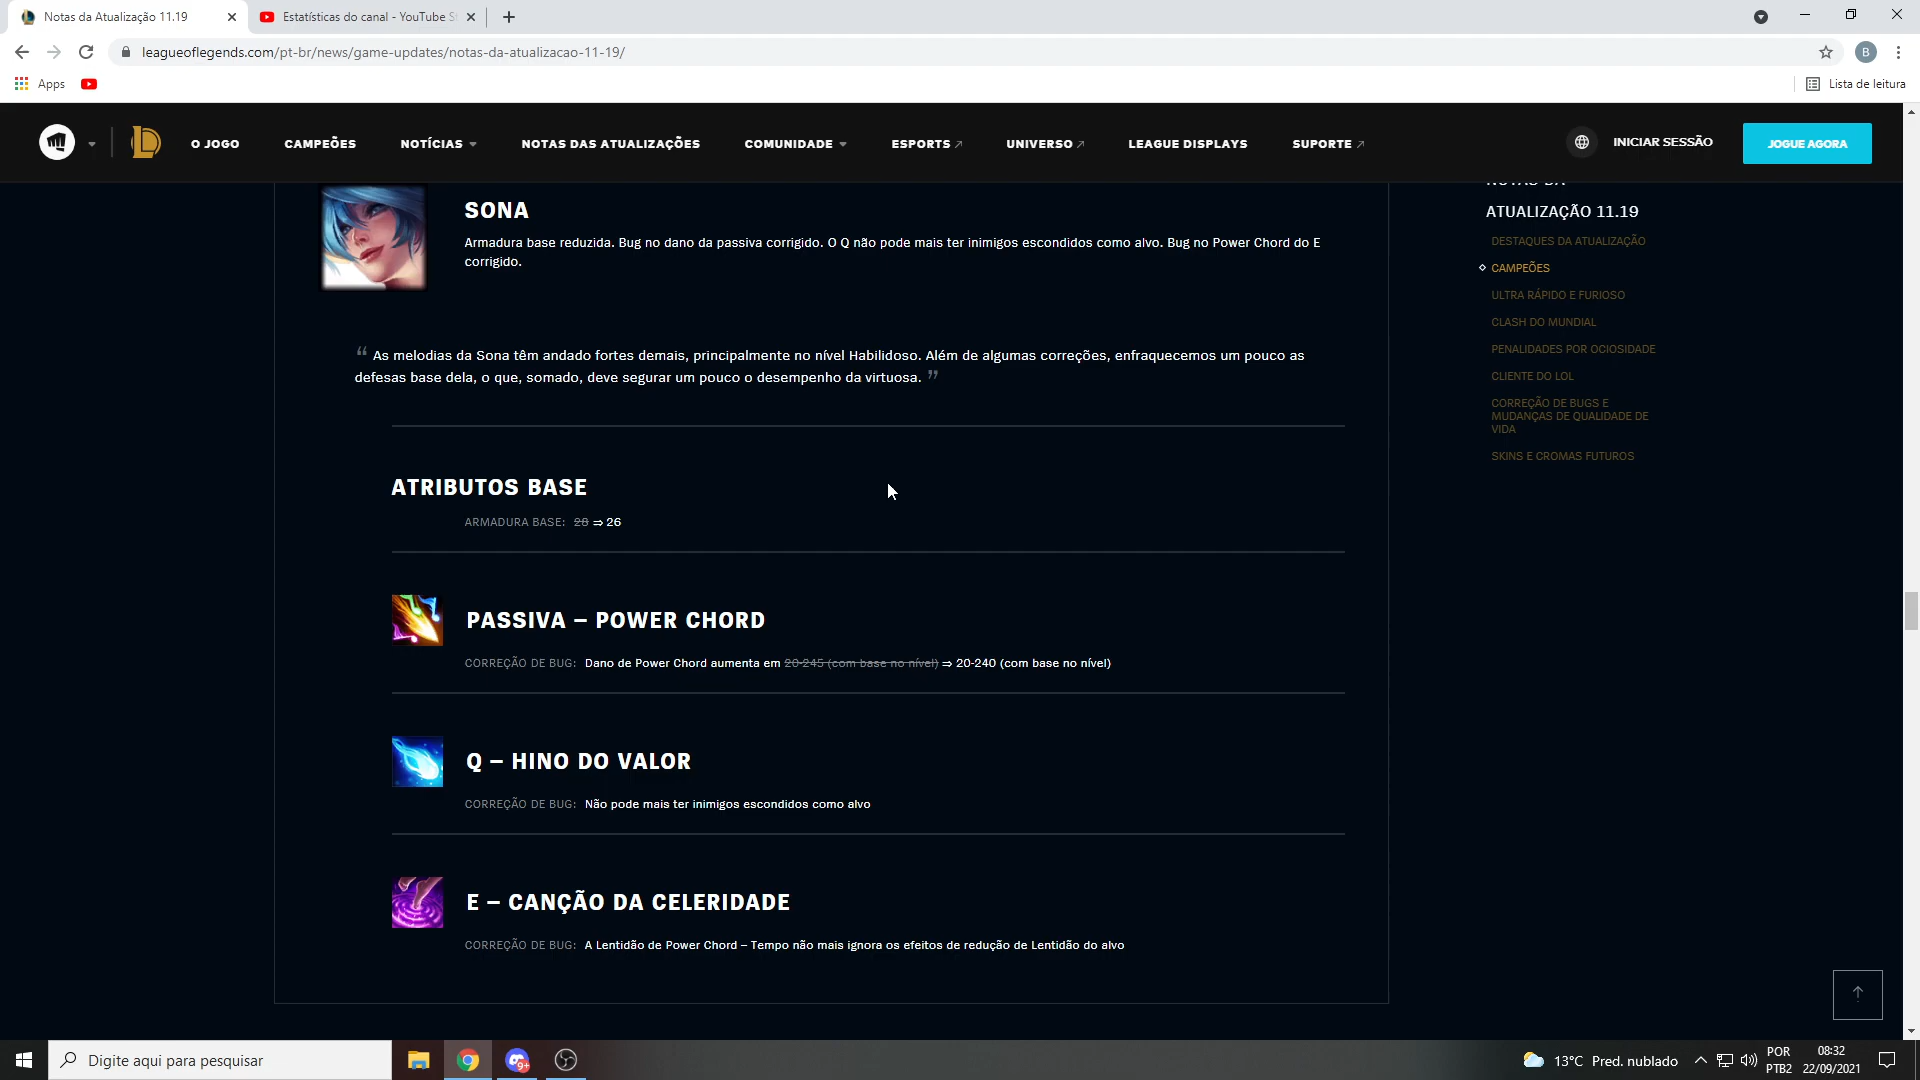 Notas da Atualização 11.19
Estatísticas do canal - YouTube S
leagueoflegends.com/pt-br/news/game-updates/notas-da-atualizacao-11-19/
B
Apps
Lista de leitura
O JOGO
CAMPEÕES
NOTÍCIAS
NOTAS DAS ATUALIZAÇÕES
COMUNIDADE
ESPORTS
UNIVERSO
LEAGUE DISPLAYS
SUPORTE
INICIAR SESSÃO
JOGUE AGORA
SONA
Armadura base reduzida. Bug no dano da passiva corrigido. O Q não pode mais ter inimigos escondidos como alvo. Bug no Power Chord do E
corrigido.
“ As melodias da Sona têm andado fortes demais, principalmente no nível Habilidoso. Além de algumas correções, enfraquecemos um pouco as
defesas base dela, o que, somado, deve segurar um pouco o desempenho da virtuosa. ”
ATRIBUTOS BASE
ARMADURA BASE: 28 ⇒ 26
PASSIVA – POWER CHORD
CORREÇÃO DE BUG: Dano de Power Chord aumenta em 20-245 (com base no nível) ⇒ 20-240 (com base no nível)
Q – HINO DO VALOR
CORREÇÃO DE BUG: Não pode mais ter inimigos escondidos como alvo
E – CANÇÃO DA CELERIDADE
CORREÇÃO DE BUG: A Lentidão de Power Chord – Tempo não mais ignora os efeitos de redução de Lentidão do alvo
NOTAS DA
ATUALIZAÇÃO 11.19
DESTAQUES DA ATUALIZAÇÃO
CAMPEÕES
ULTRA RÁPIDO E FURIOSO
CLASH DO MUNDIAL
PENALIDADES POR OCIOSIDADE
CLIENTE DO LOL
CORREÇÃO DE BUGS E
MUDANÇAS DE QUALIDADE DE
VIDA
SKINS E CROMAS FUTUROS
Digite aqui para pesquisar
9+
13°C Pred. nublado
POR
PTB2
08:32
22/09/2021